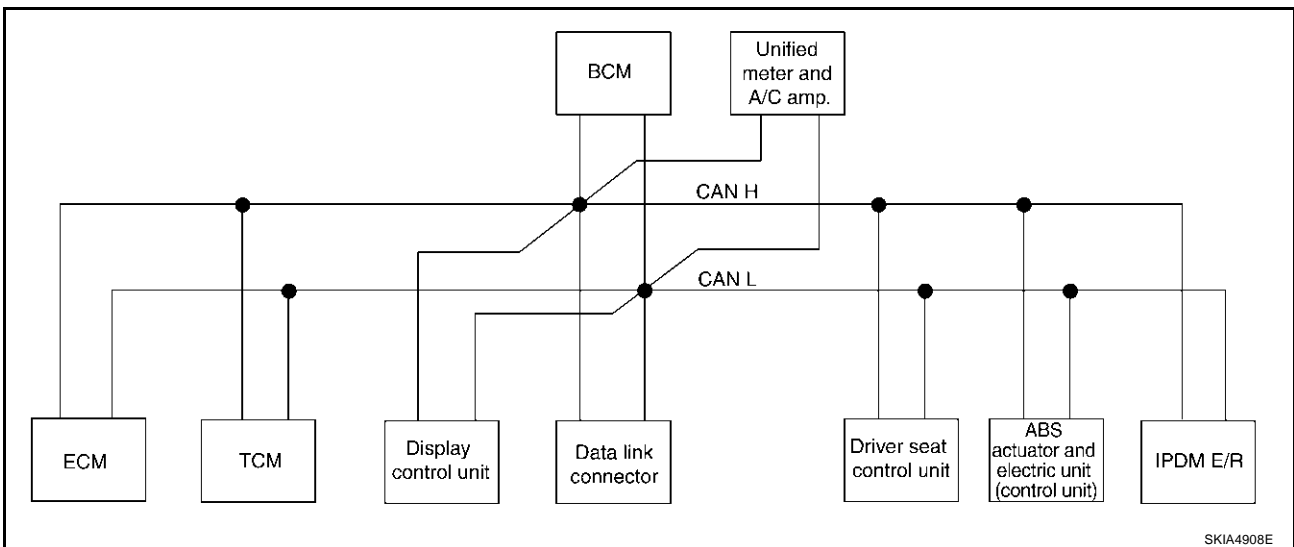 BCM
Unified
meter and
A/C amp.
CAN H
CAN L
ECM
TCM
Display
control unit
Data link
connector
Driver seat
control unit
ABS
actuator and
electric unit
(control unit)
IPDM E/R
SKIA4908E